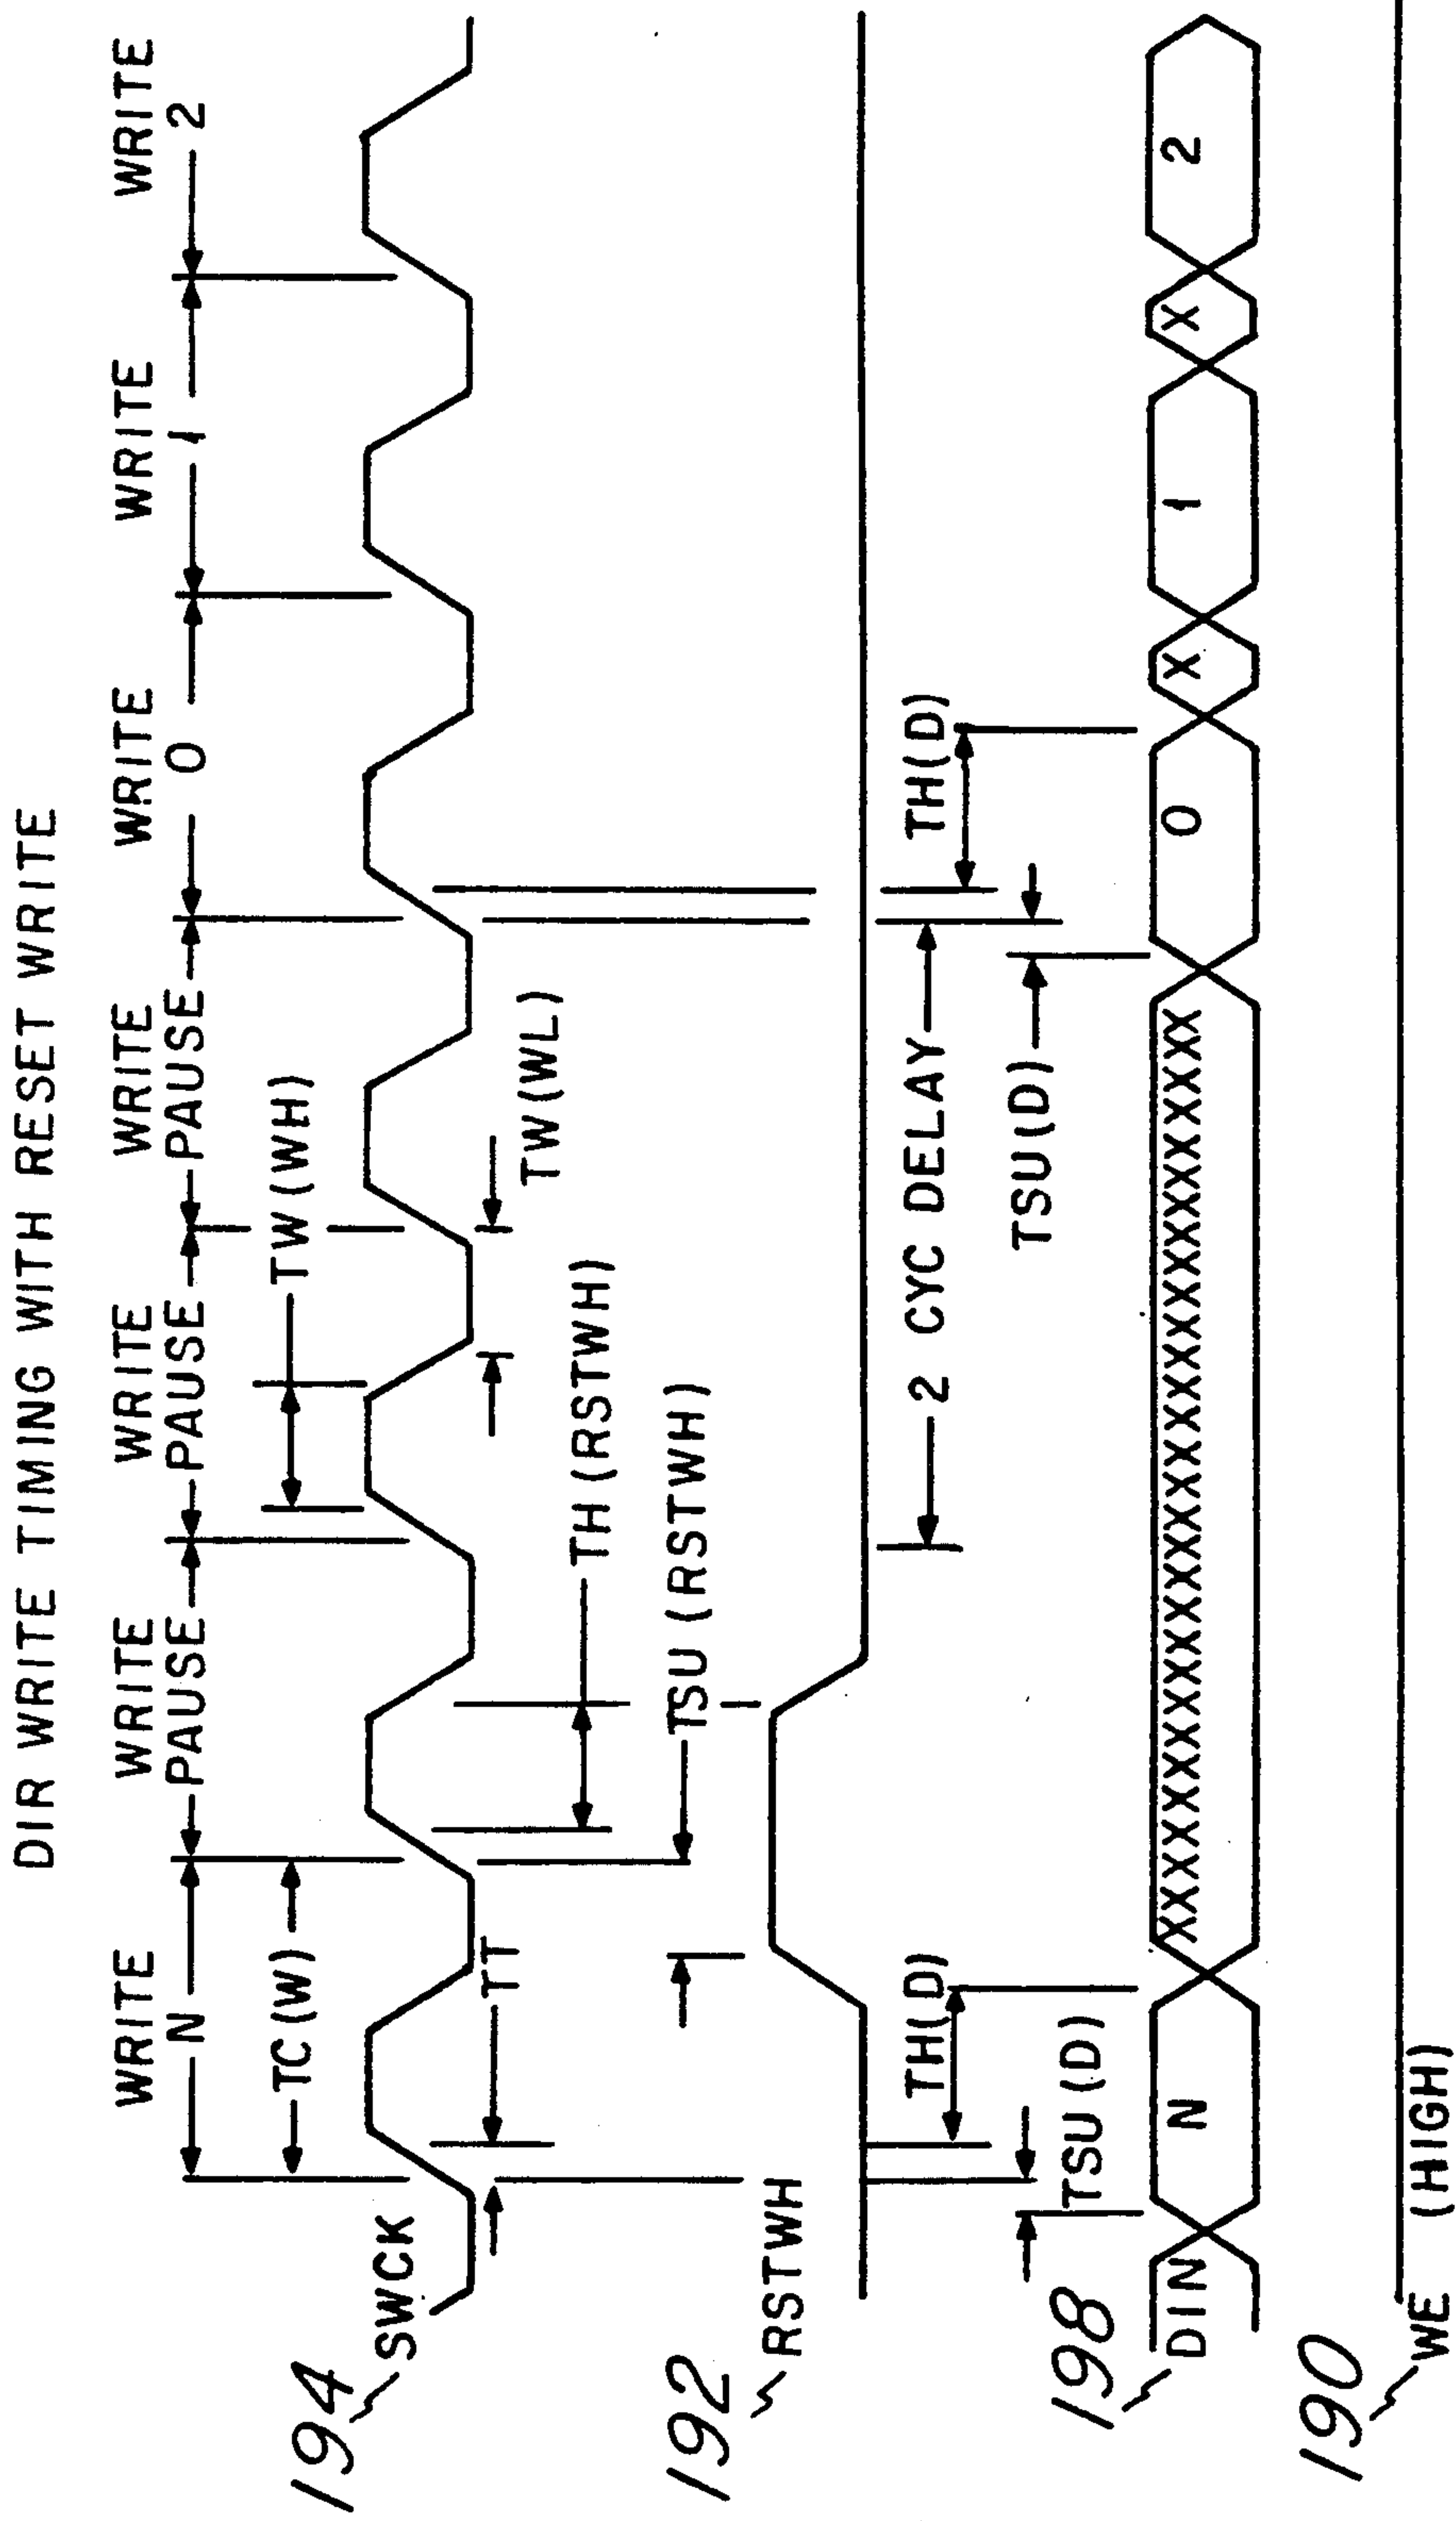 DIR WRITE TIMING WITH RESET WRITE
WRITE WRITE WRITE WRITE WRITE WRITE WRITE
N PAUSE PAUSE PAUSE 0 1 2
TC(W) TW(WH)
194
SWCK
TT TW(WL)
TH(RSTWH)
TSU(RSTWH)
192
RSTWH
TH(D) 2 CYC DELAY TH(D)
TSU(D) TSU(D)
198
DIN N XXXXXXXXXXXXXXXXXXXXXXXXXXXXXX 0 X 1 X 2
190
WE (HIGH)